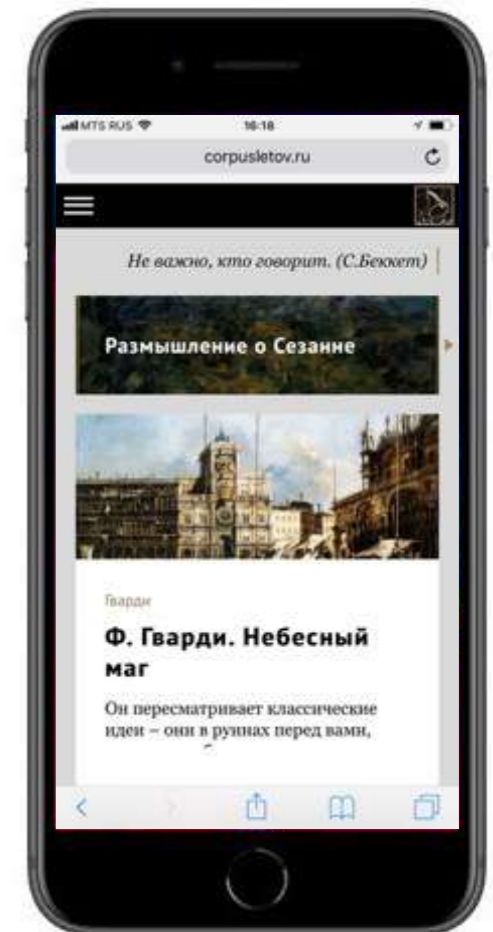 MTS RUS 16:18
corpusletov.ru
Не важно, кто говорит. (С.Беккет)
Размышление о Сезанне
Гварди
Ф. Гварди. Небесный
маг
Он пересматривает классические
идеи – они в руинах перед вами,